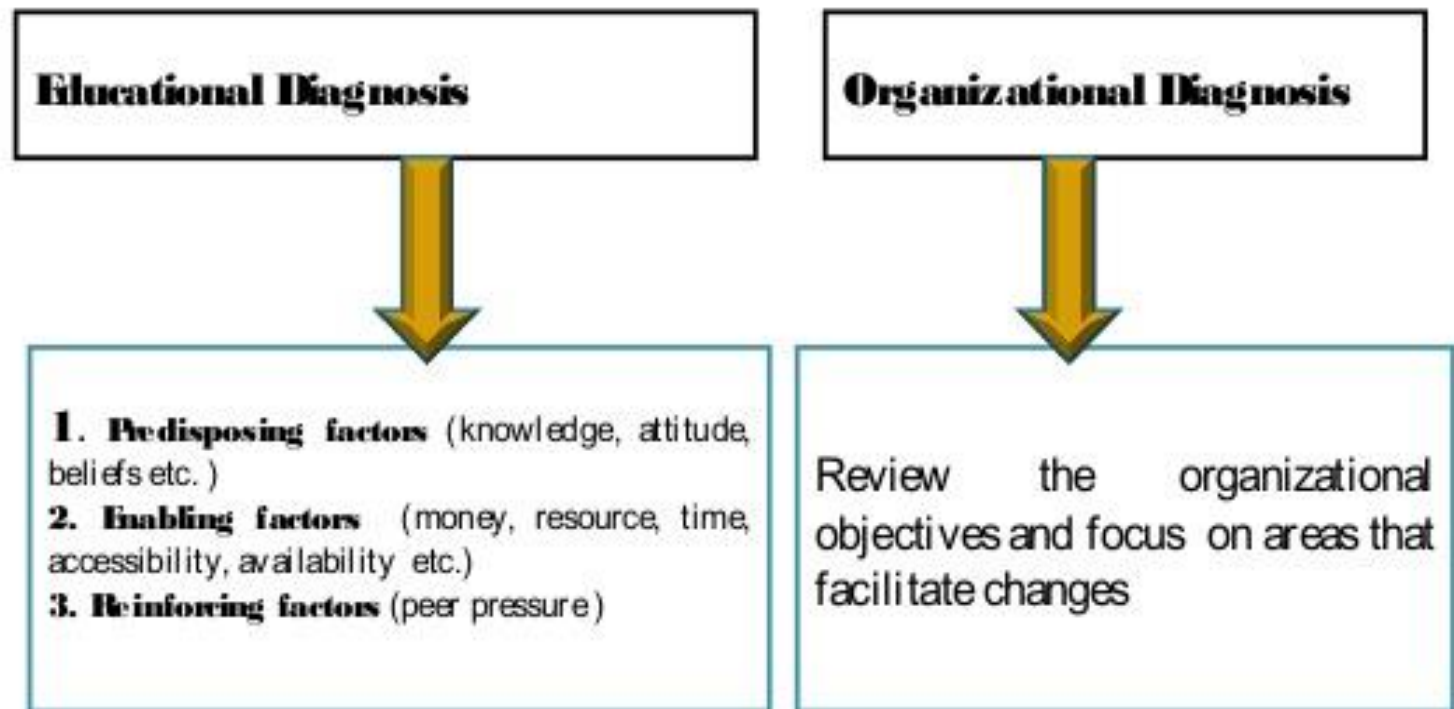 Educational Diagnosis
Organizational Diagnosis
1. Predisposing factors (knowledge, attitude,
beliefs etc. )
2. Enabling factors (money, resource, time,
accessibility, availability etc.)
3. Reinforcing factors (peer pressure)
Review the organizational
objectives and focus on areas that
facilitate changes